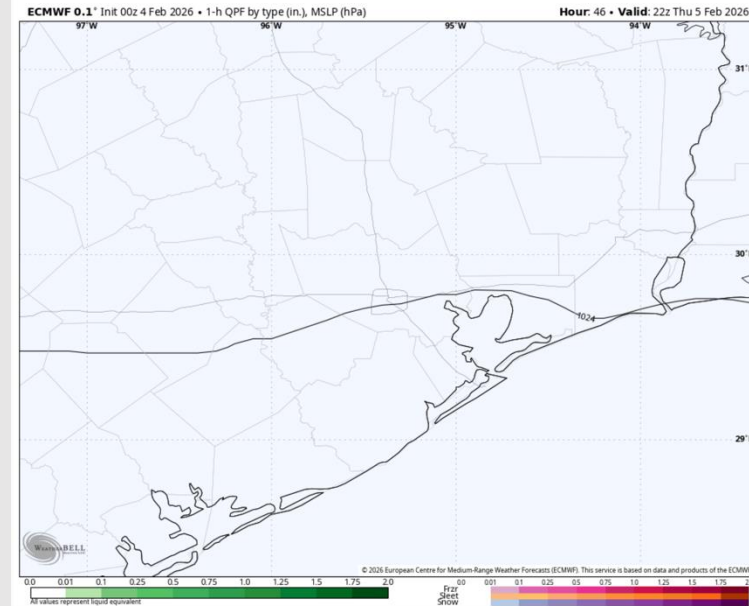 ECMWF 0.1° Init 00z 4 Feb 2026 • 1-h QPF by type (in.), MSLP (hPa) Hour: 46 • Valid: 22z Thu 5 Feb 2026
97°W 96°W 95°W 94°W
31°
30°
1024
29°
WEATHERBELL
© 2026 European Centre for Medium-Range Weather Forecasts (ECMWF). This service is based on data and products of the ECMW
0.0 0.01 0.1 0.25 0.5 0.75 1.0 1.25 1.5 1.75 2.0 0.0 0.01 0.1 0.25 0.5 0.75 1.0 1.25 1.5 1.75
Frzr
Sleet
All values represent liquid equivalent
Snow